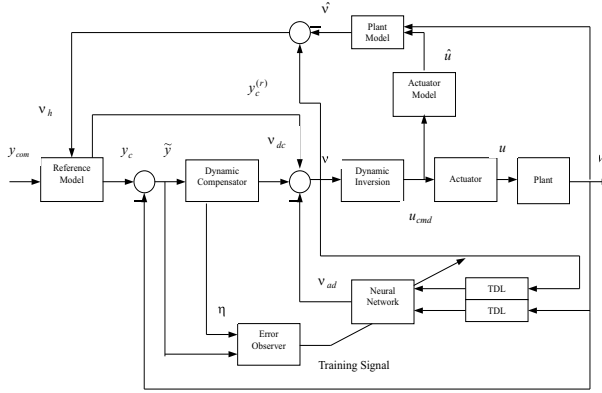 ν̂
Plant
Model
û
y_c^{(r)}
Actuator
Model
ν_h
y_com
y_c
ỹ
ν_dc
ν
u
Reference
Model
Dynamic
Compensator
Dynamic
Inversion
Actuator
Plant
u_cmd
ν_ad
Neural
Network
TDL
TDL
η
Error
Observer
Training Signal